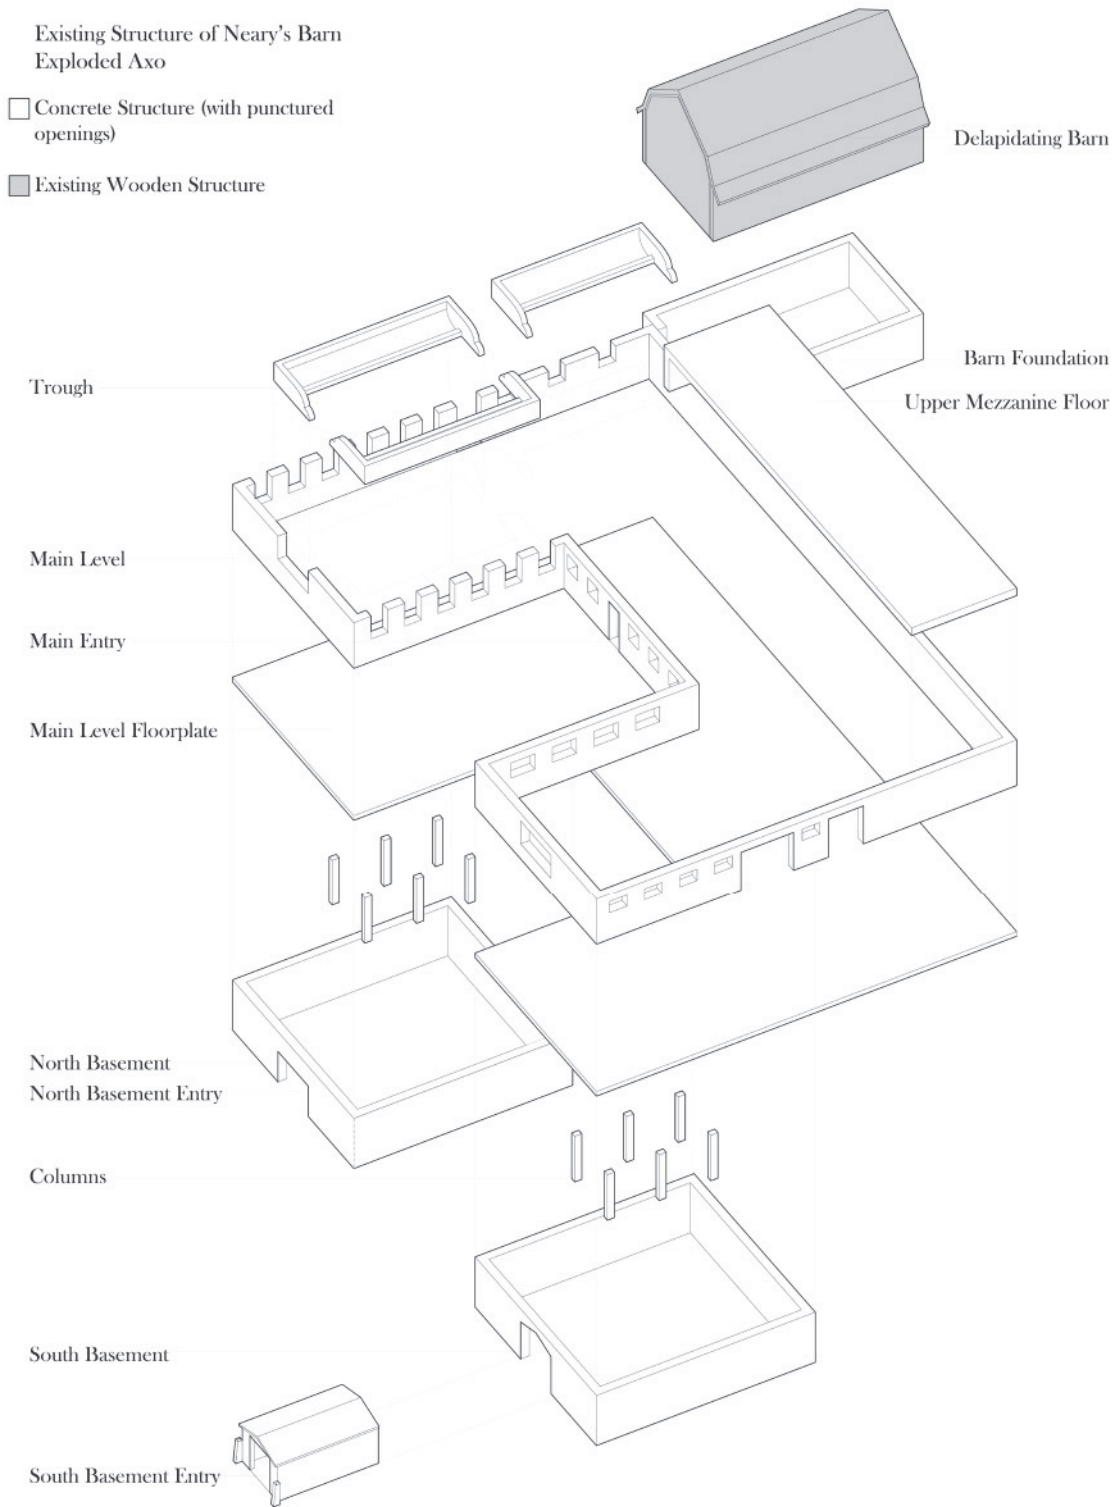 Existing Structure of Neary's Barn
Exploded Axo
Concrete Structure (with punctured
openings)
Existing Wooden Structure
Delapidating Barn
Trough
Barn Foundation
Upper Mezzanine Floor
Main Level
Main Entry
Main Level Floorplate
North Basement
North Basement Entry
Columns
South Basement
South Basement Entry